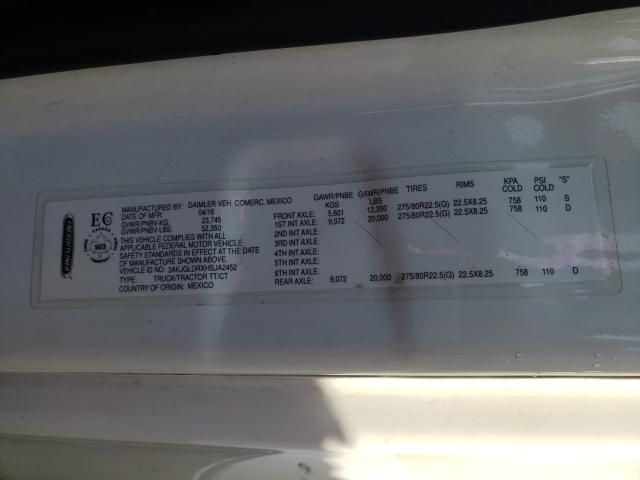 FREIGHTLINER
EC
CANADA
903
MANUFACTURED BY: DAIMLER VEH. COMERC. MEXICO
DATE OF MFR: 04/16
GVWR/PNBV-KG: 23,745
GVWR/PNBV-LBS: 52,350
THIS VEHICLE COMPLIES WITH ALL
APPLICABLE FEDERAL MOTOR VEHICLE
SAFETY STANDARDS IN EFFECT AT THE DATE
OF MANUFACTURE SHOWN ABOVE.
VEHICLE ID: 3AKJGLDRXHSJA2452
TYPE: TRUCK/TRACTOR TT/CT
COUNTRY OF ORIGIN: MEXICO
GAWR/PNBE KGS GAWR/PNBE LBS TIRES RIMS KPA COLD PSI COLD "S"
FRONT AXLE: 5,601 12,350 275/80R22.5(G) 22.5X8.25 758 110 S
1ST INT AXLE: 9,072 20,000 275/80R22.5(G) 22.5X8.25 758 110 D
2ND INT AXLE:
3RD INT AXLE:
4TH INT AXLE:
5TH INT AXLE:
6TH INT AXLE:
REAR AXLE: 9,072 20,000 275/80R22.5(G) 22.5X8.25 758 110 D